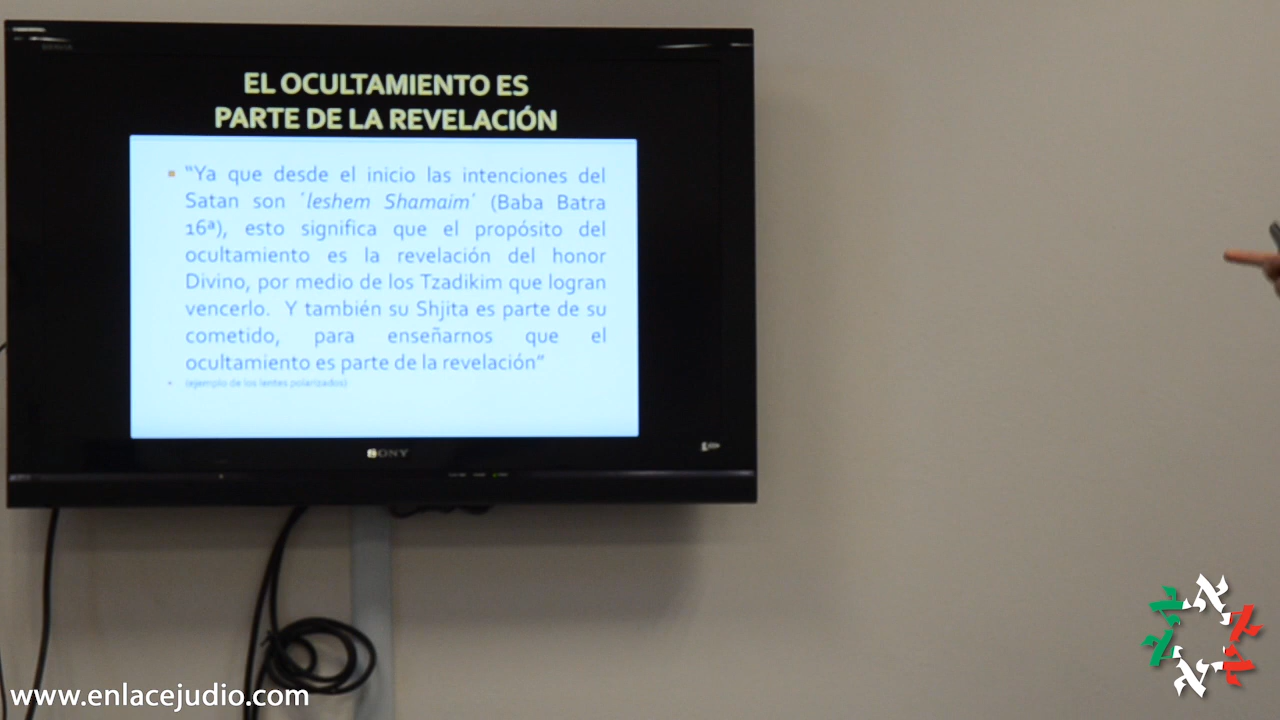 EL OCULTAMIENTO ES
PARTE DE LA REVELACIÓN
“Ya que desde el inicio las intenciones del
Satan son ´leshem Shamaim´ (Baba Batra
16ª), esto significa que el propósito del
ocultamiento es la revelación del honor
Divino, por medio de los Tzadikim que logran
vencerlo. Y también su Shjita es parte de su
cometido, para enseñarnos que el
ocultamiento es parte de la revelación”
(ejemplo de los lentes polarizados)
SONY
www.enlacejudio.com